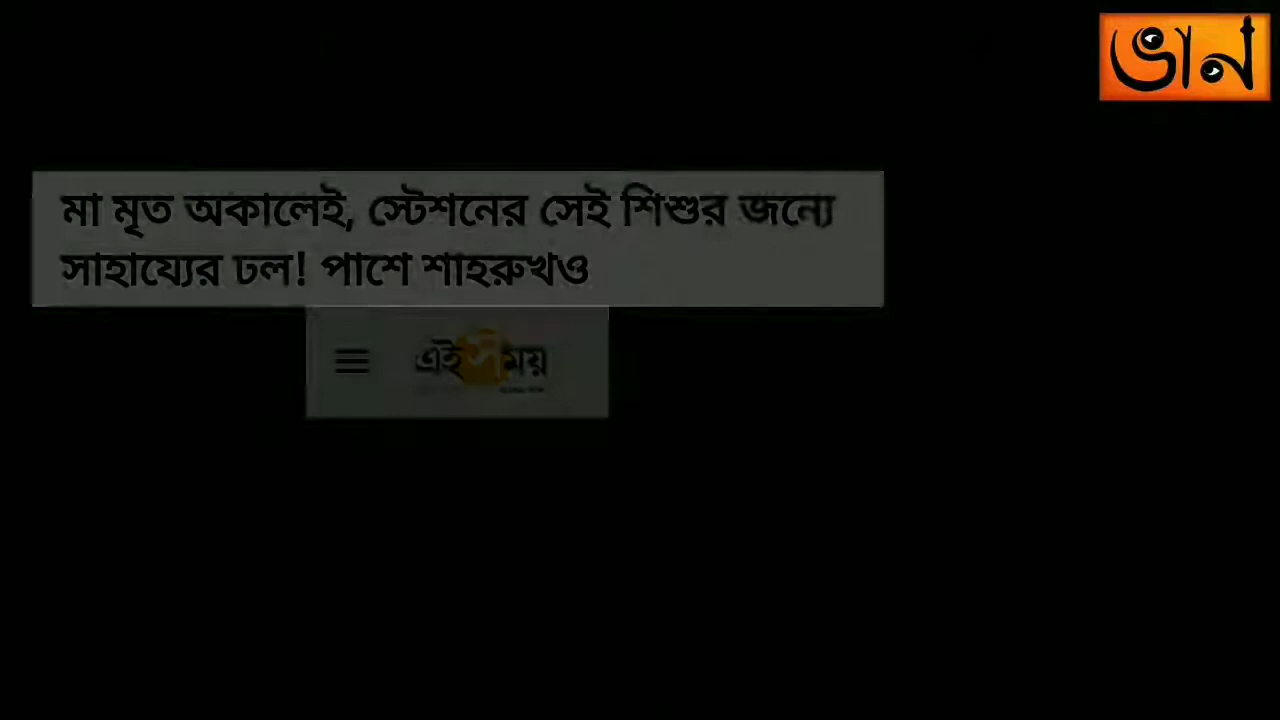 ভান
মা মৃত অকালেই, স্টেশনের সেই শিশুর জন্যে
সাহায্যের ঢল! পাশে শাহরুখও
এই সময়